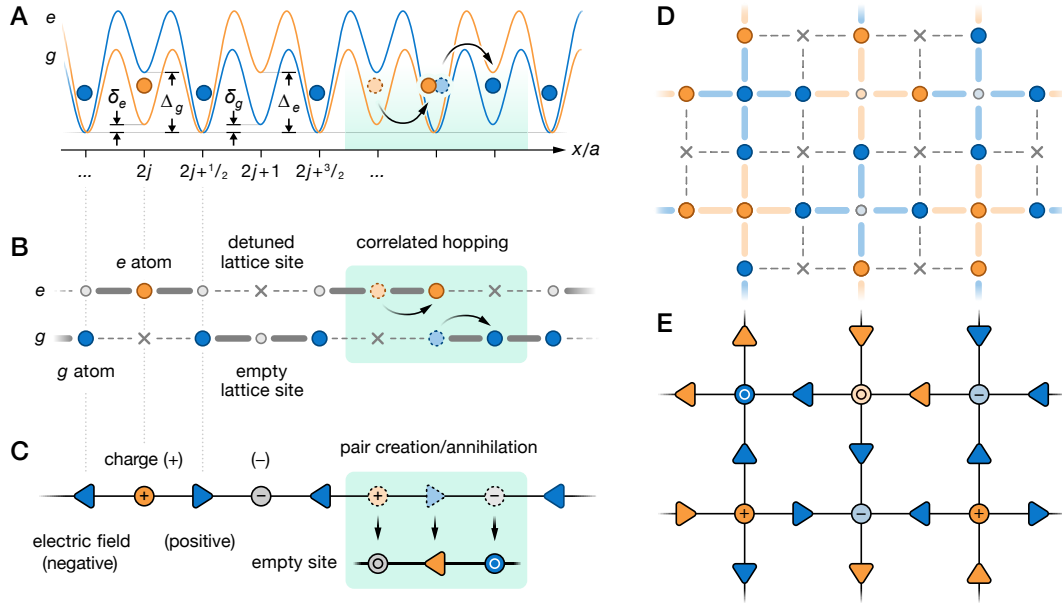 A
e
g
δe
Δg
δg
Δe
x/a
...
2j
2j+1/2
2j+1
2j+3/2
...
B
e atom
detuned
lattice site
correlated hopping
e
g
g atom
empty
lattice site
C
charge (+)
(−)
pair creation/annihilation
+
−
+
−
electric field
(negative)
(positive)
empty site
D
E
−
+
−
+